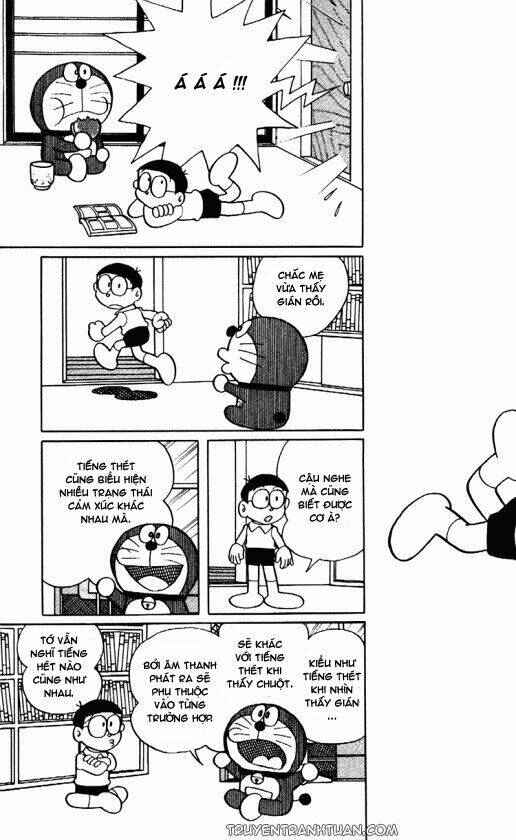 Á Á Á !!!
CHẮC MẸ
VỪA THẤY
GIÁN RỒI.
CẬU NGHE
MÀ CŨNG
BIẾT ĐƯỢC
CƠ À?
TIẾNG THÉT
CŨNG BIỂU HIỆN
NHIỀU TRẠNG THÁI
CẢM XÚC KHÁC
NHAU MÀ.
KIỂU NHƯ
TIẾNG THÉT
KHI NHÌN
THẤY GIÁN
...
SẼ KHÁC
VỚI TIẾNG
THÉT KHI
THẤY CHUỘT.
BỞI ÂM THANH
PHÁT RA SẼ
PHỤ THUỘC
VÀO TỪNG
TRƯỜNG HỢP.
TỚ VẪN
NGHĨ TIẾNG
HÉT NÀO
CŨNG NHƯ
NHAU.
TRUYENTRANHTUAN.COM